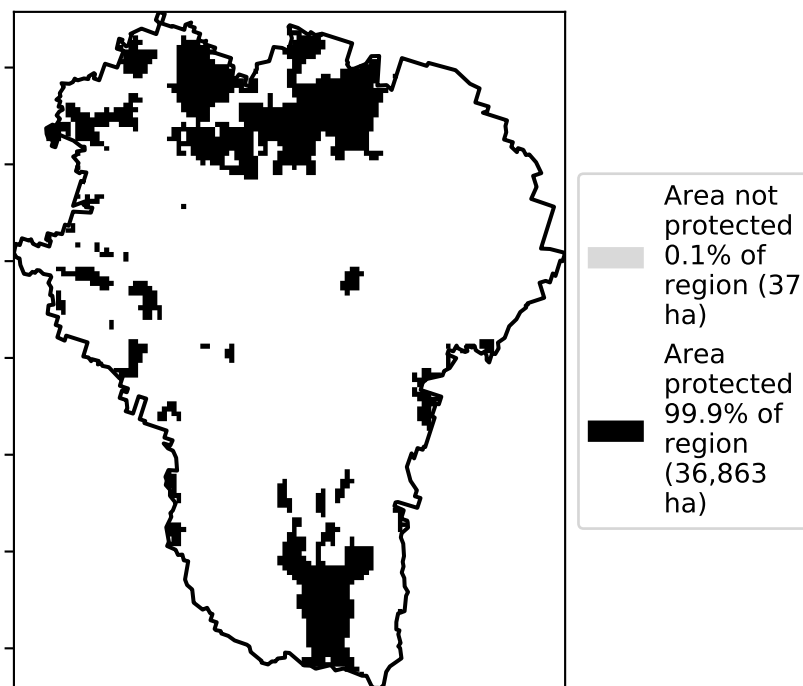 Area not
protected
0.1% of
region (37
ha)
Area
protected
99.9% of
region
(36,863
ha)